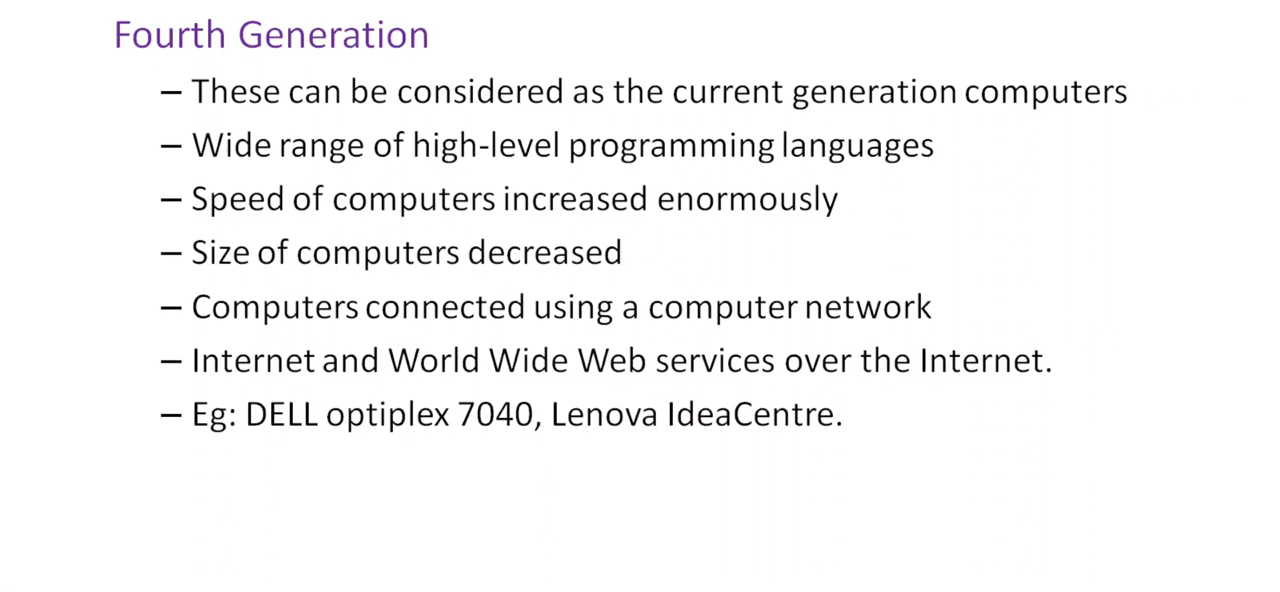 Fourth Generation
– These can be considered as the current generation computers
– Wide range of high-level programming languages
– Speed of computers increased enormously
– Size of computers decreased
– Computers connected using a computer network
– Internet and World Wide Web services over the Internet.
– Eg: DELL optiplex 7040, Lenova IdeaCentre.